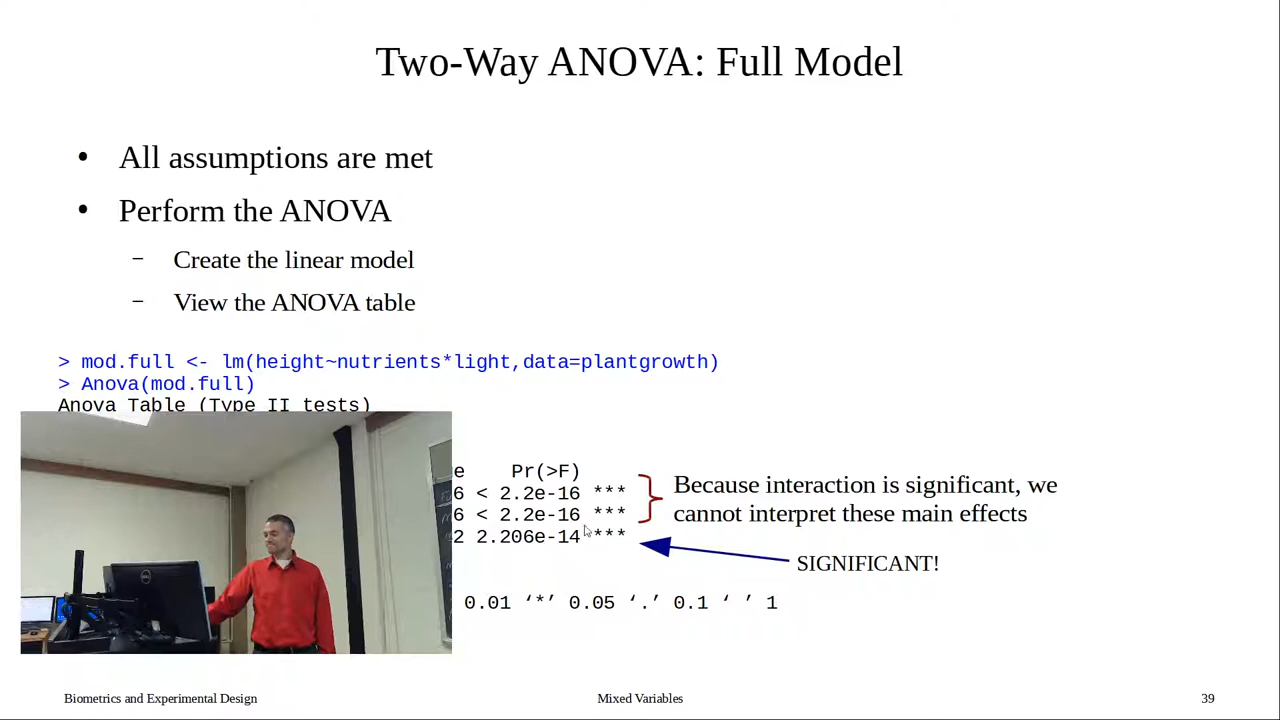 Two-Way ANOVA: Full Model
• All assumptions are met
• Perform the ANOVA
– Create the linear model
– View the ANOVA table
> mod.full <- lm(height~nutrients*light,data=plantgrowth)
> Anova(mod.full)
Anova Table (Type II tests)
e Pr(>F)
6 < 2.2e-16 ***
6 < 2.2e-16 ***
2 2.206e-14 ***
Because interaction is significant, we
cannot interpret these main effects
SIGNIFICANT!
0.01 ‘*’ 0.05 ‘.’ 0.1 ‘ ’ 1
DELL
Biometrics and Experimental Design
Mixed Variables
39